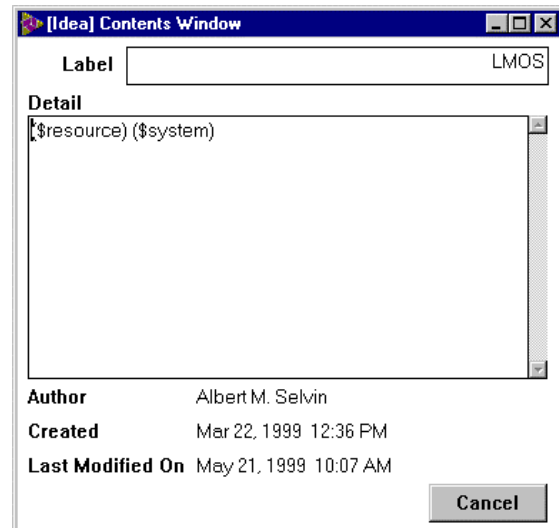 [Idea] Contents Window
Label LMOS
Detail
($resource) ($system)
Author Albert M. Selvin
Created Mar 22, 1999 12:36 PM
Last Modified On May 21, 1999 10:07 AM
Cancel